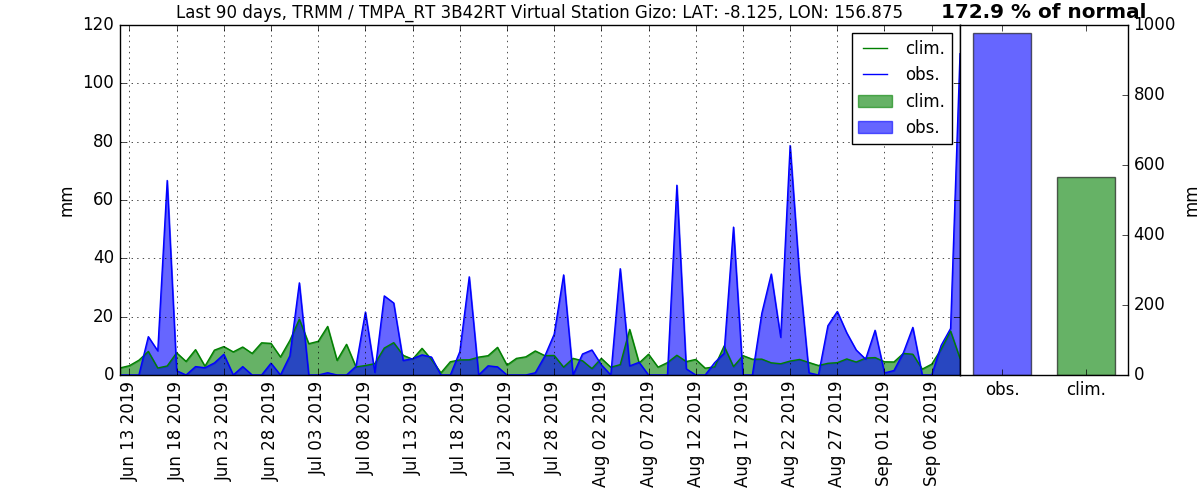 Last 90 days, TRMM / TMPA_RT 3B42RT Virtual Station Gizo: LAT: -8.125, LON: 156.875
172.9 % of normal
120
100
80
60
40
20
0
mm
clim.
obs.
clim.
obs.
1000
800
600
400
200
0
mm
Jun 13 2019
Jun 18 2019
Jun 23 2019
Jun 28 2019
Jul 03 2019
Jul 08 2019
Jul 13 2019
Jul 18 2019
Jul 23 2019
Jul 28 2019
Aug 02 2019
Aug 07 2019
Aug 12 2019
Aug 17 2019
Aug 22 2019
Aug 27 2019
Sep 01 2019
Sep 06 2019
obs.
clim.